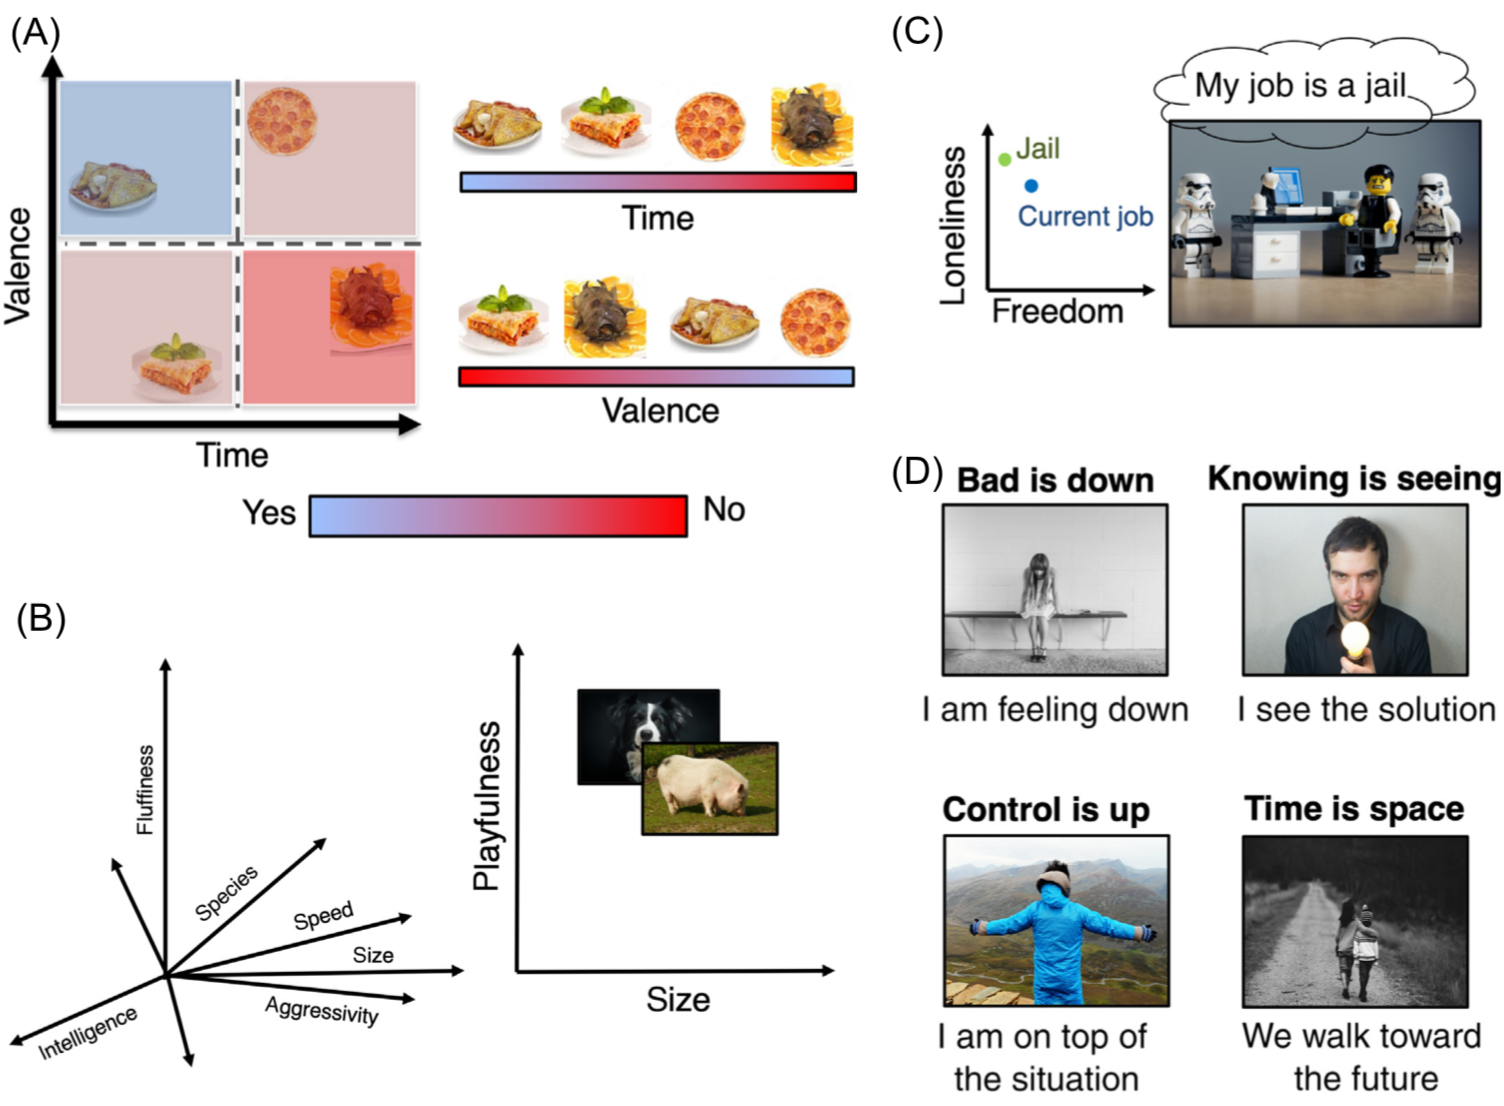 (A)
Valence
Time
Time
Valence
Yes
No
(B)
Fluffiness
Species
Speed
Size
Aggressivity
Intelligence
Playfulness
Size
(C)
My job is a jail
Loneliness
Jail
Current job
Freedom
(D)
Bad is down
I am feeling down
Knowing is seeing
I see the solution
Control is up
I am on top of
the situation
Time is space
We walk toward
the future